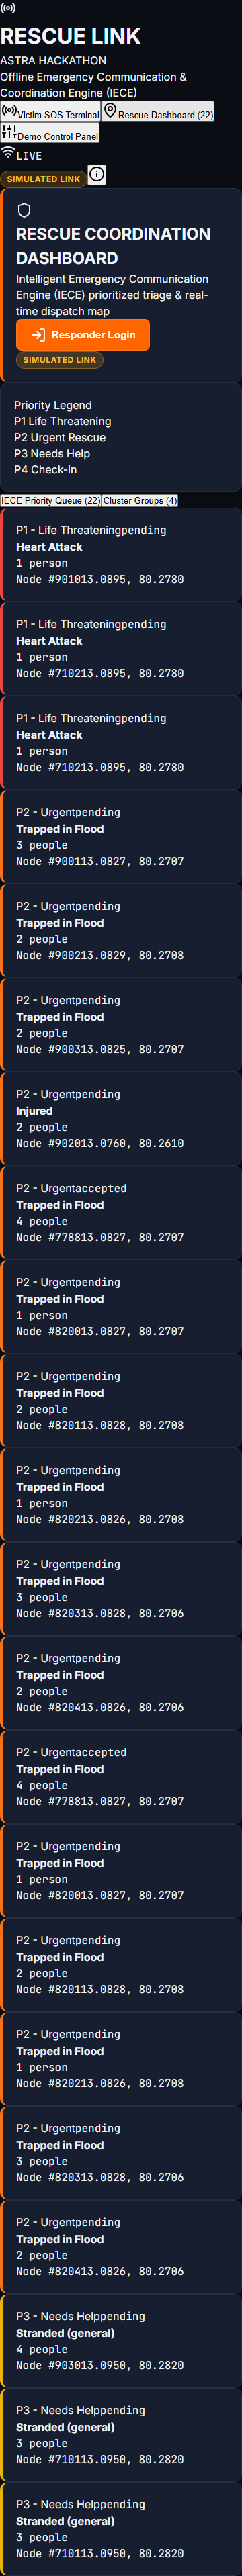 RESCUE LINK
ASTRA HACKATHON
Offline Emergency Communication &
Coordination Engine (IECE)
Victim SOS Terminal
Rescue Dashboard (22)
Demo Control Panel
LIVE
SIMULATED LINK
RESCUE COORDINATION
DASHBOARD
Intelligent Emergency Communication
Engine (IECE) prioritized triage & real-
time dispatch map
Responder Login
SIMULATED LINK
Priority Legend
P1 Life Threatening
P2 Urgent Rescue
P3 Needs Help
P4 Check-in
IECE Priority Queue (22)
Cluster Groups (4)
P1 - Life Threateningpending
Heart Attack
1 person
Node #901013.0895, 80.2780
P1 - Life Threateningpending
Heart Attack
1 person
Node #710213.0895, 80.2780
P1 - Life Threateningpending
Heart Attack
1 person
Node #710213.0895, 80.2780
P2 - Urgentpending
Trapped in Flood
3 people
Node #900113.0827, 80.2707
P2 - Urgentpending
Trapped in Flood
2 people
Node #900213.0829, 80.2708
P2 - Urgentpending
Trapped in Flood
2 people
Node #900313.0825, 80.2707
P2 - Urgentpending
Injured
2 people
Node #902013.0760, 80.2610
P2 - Urgentaccepted
Trapped in Flood
4 people
Node #778813.0827, 80.2707
P2 - Urgentpending
Trapped in Flood
1 person
Node #820013.0827, 80.2707
P2 - Urgentpending
Trapped in Flood
2 people
Node #820113.0828, 80.2708
P2 - Urgentpending
Trapped in Flood
1 person
Node #820213.0826, 80.2708
P2 - Urgentpending
Trapped in Flood
3 people
Node #820313.0828, 80.2706
P2 - Urgentpending
Trapped in Flood
2 people
Node #820413.0826, 80.2706
P2 - Urgentaccepted
Trapped in Flood
4 people
Node #778813.0827, 80.2707
P2 - Urgentpending
Trapped in Flood
1 person
Node #820013.0827, 80.2707
P2 - Urgentpending
Trapped in Flood
2 people
Node #820113.0828, 80.2708
P2 - Urgentpending
Trapped in Flood
1 person
Node #820213.0826, 80.2708
P2 - Urgentpending
Trapped in Flood
3 people
Node #820313.0828, 80.2706
P2 - Urgentpending
Trapped in Flood
2 people
Node #820413.0826, 80.2706
P3 - Needs Helppending
Stranded (general)
4 people
Node #903013.0950, 80.2820
P3 - Needs Helppending
Stranded (general)
3 people
Node #710113.0950, 80.2820
P3 - Needs Helppending
Stranded (general)
3 people
Node #710113.0950, 80.2820